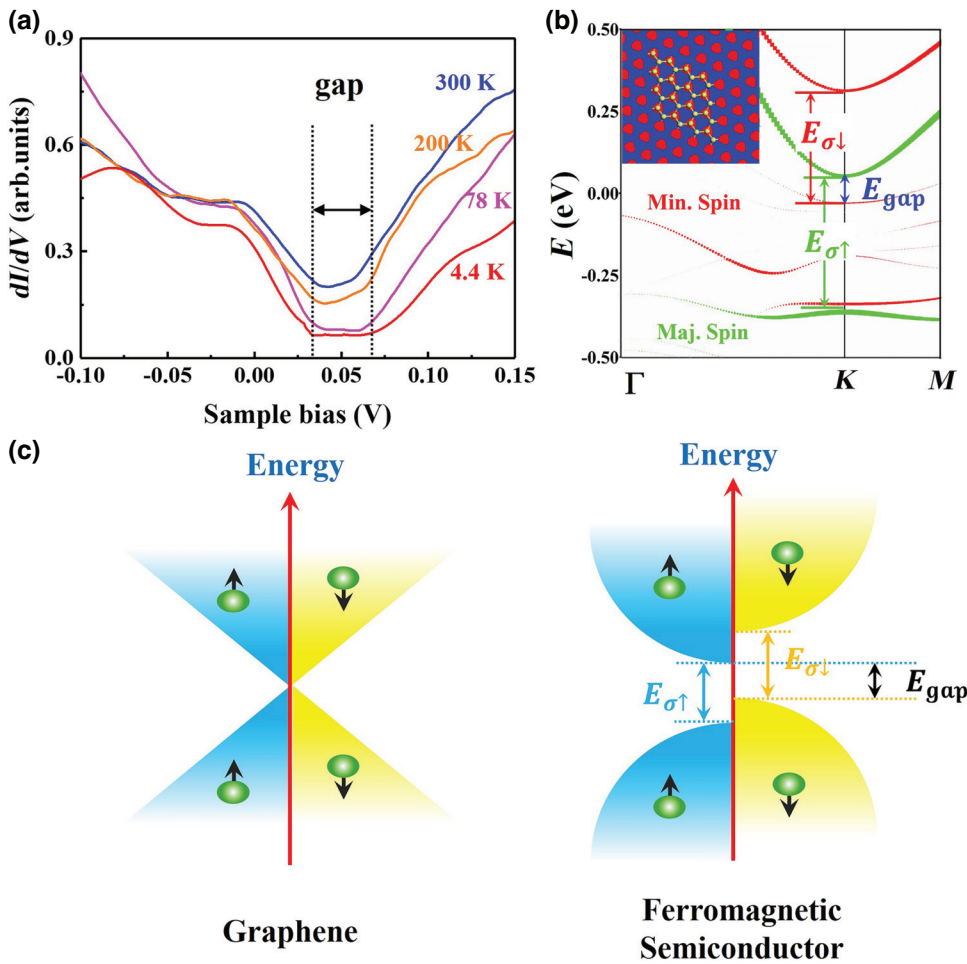 (a)
0.9
0.6
0.3
0.0
dI/dV (arb.units)
gap
300 K
200 K
78 K
4.4 K
-0.10
-0.05
0.00
0.05
0.10
0.15
Sample bias (V)
(b)
0.50
0.25
0.00
-0.25
-0.50
E (eV)
Eσ↓
Egap
Min. Spin
Eσ↑
Maj. Spin
Γ
K
M
(c)
Energy
Graphene
Energy
Eσ↓
Eσ↑
Egap
Ferromagnetic
Semiconductor